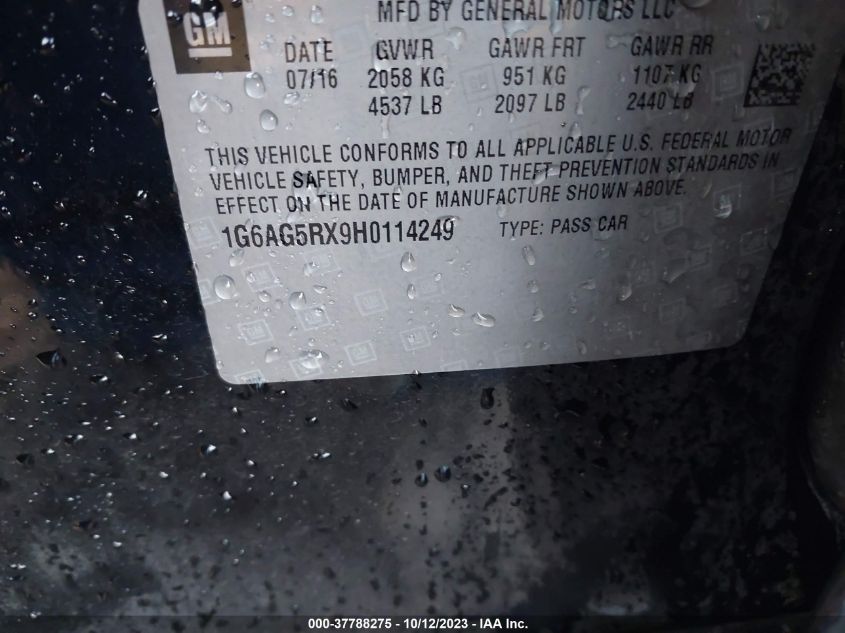 GM
MFD BY GENERAL MOTORS LLC
DATE GVWR GAWR FRT GAWR RR
07/16 2058 KG 951 KG 1107 KG
4537 LB 2097 LB 2440 LB
THIS VEHICLE CONFORMS TO ALL APPLICABLE U.S. FEDERAL MOTOR
VEHICLE SAFETY, BUMPER, AND THEFT PREVENTION STANDARDS IN
EFFECT ON THE DATE OF MANUFACTURE SHOWN ABOVE.
1G6AG5RX9H0114249 TYPE: PASS CAR
000-37788275 - 10/12/2023 - IAA Inc.